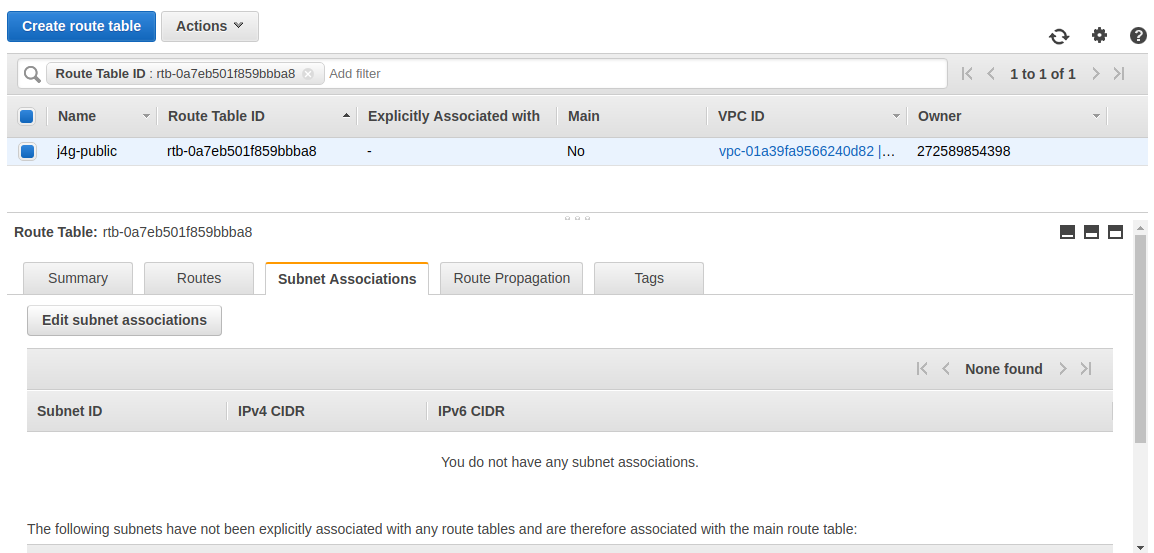 Create route table Actions
Route Table ID : rtb-0a7eb501f859bbba8 Add filter 1 to 1 of 1
Name Route Table ID Explicitly Associated with Main VPC ID Owner
j4g-public rtb-0a7eb501f859bbba8 - No vpc-01a39fa9566240d82 |... 272589854398
Route Table: rtb-0a7eb501f859bbba8
Summary Routes Subnet Associations Route Propagation Tags
Edit subnet associations
None found
Subnet ID IPv4 CIDR IPv6 CIDR
You do not have any subnet associations.
The following subnets have not been explicitly associated with any route tables and are therefore associated with the main route table: